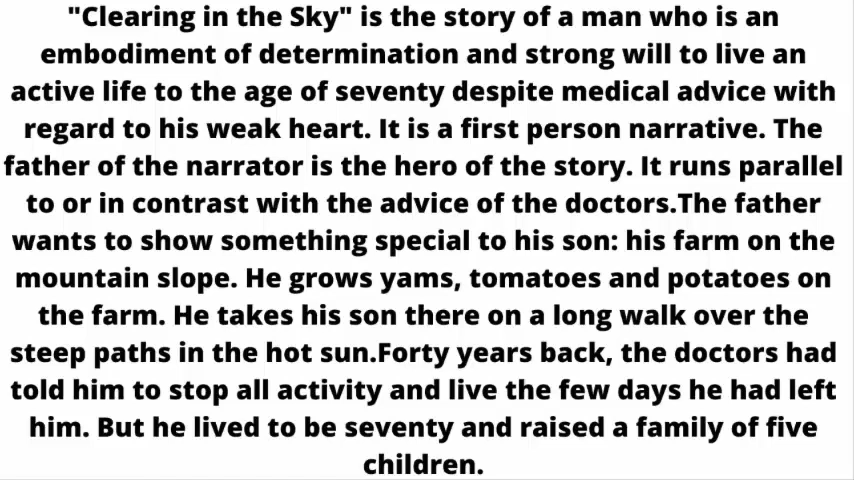 "Clearing in the Sky" is the story of a man who is an
embodiment of determination and strong will to live an
active life to the age of seventy despite medical advice with
regard to his weak heart. It is a first person narrative. The
father of the narrator is the hero of the story. It runs parallel
to or in contrast with the advice of the doctors.The father
wants to show something special to his son: his farm on the
mountain slope. He grows yams, tomatoes and potatoes on
the farm. He takes his son there on a long walk over the
steep paths in the hot sun.Forty years back, the doctors had
told him to stop all activity and live the few days he had left
him. But he lived to be seventy and raised a family of five
children.